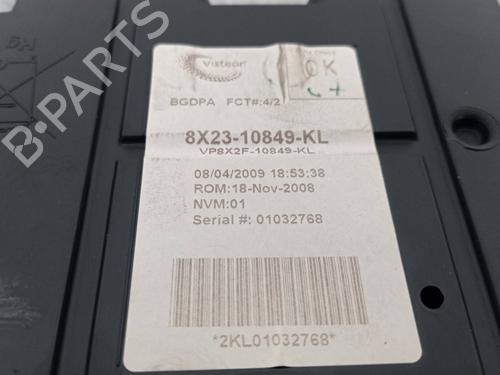 Visteon
OK
BGDPA FCT#:4/2
8X23-10849-KL
VP8X2F-10849-KL
08/04/2009 18:53:38
ROM:18-Nov-2008
NVM:01
Serial #: 01032768
*2KL01032768*
B-PARTS